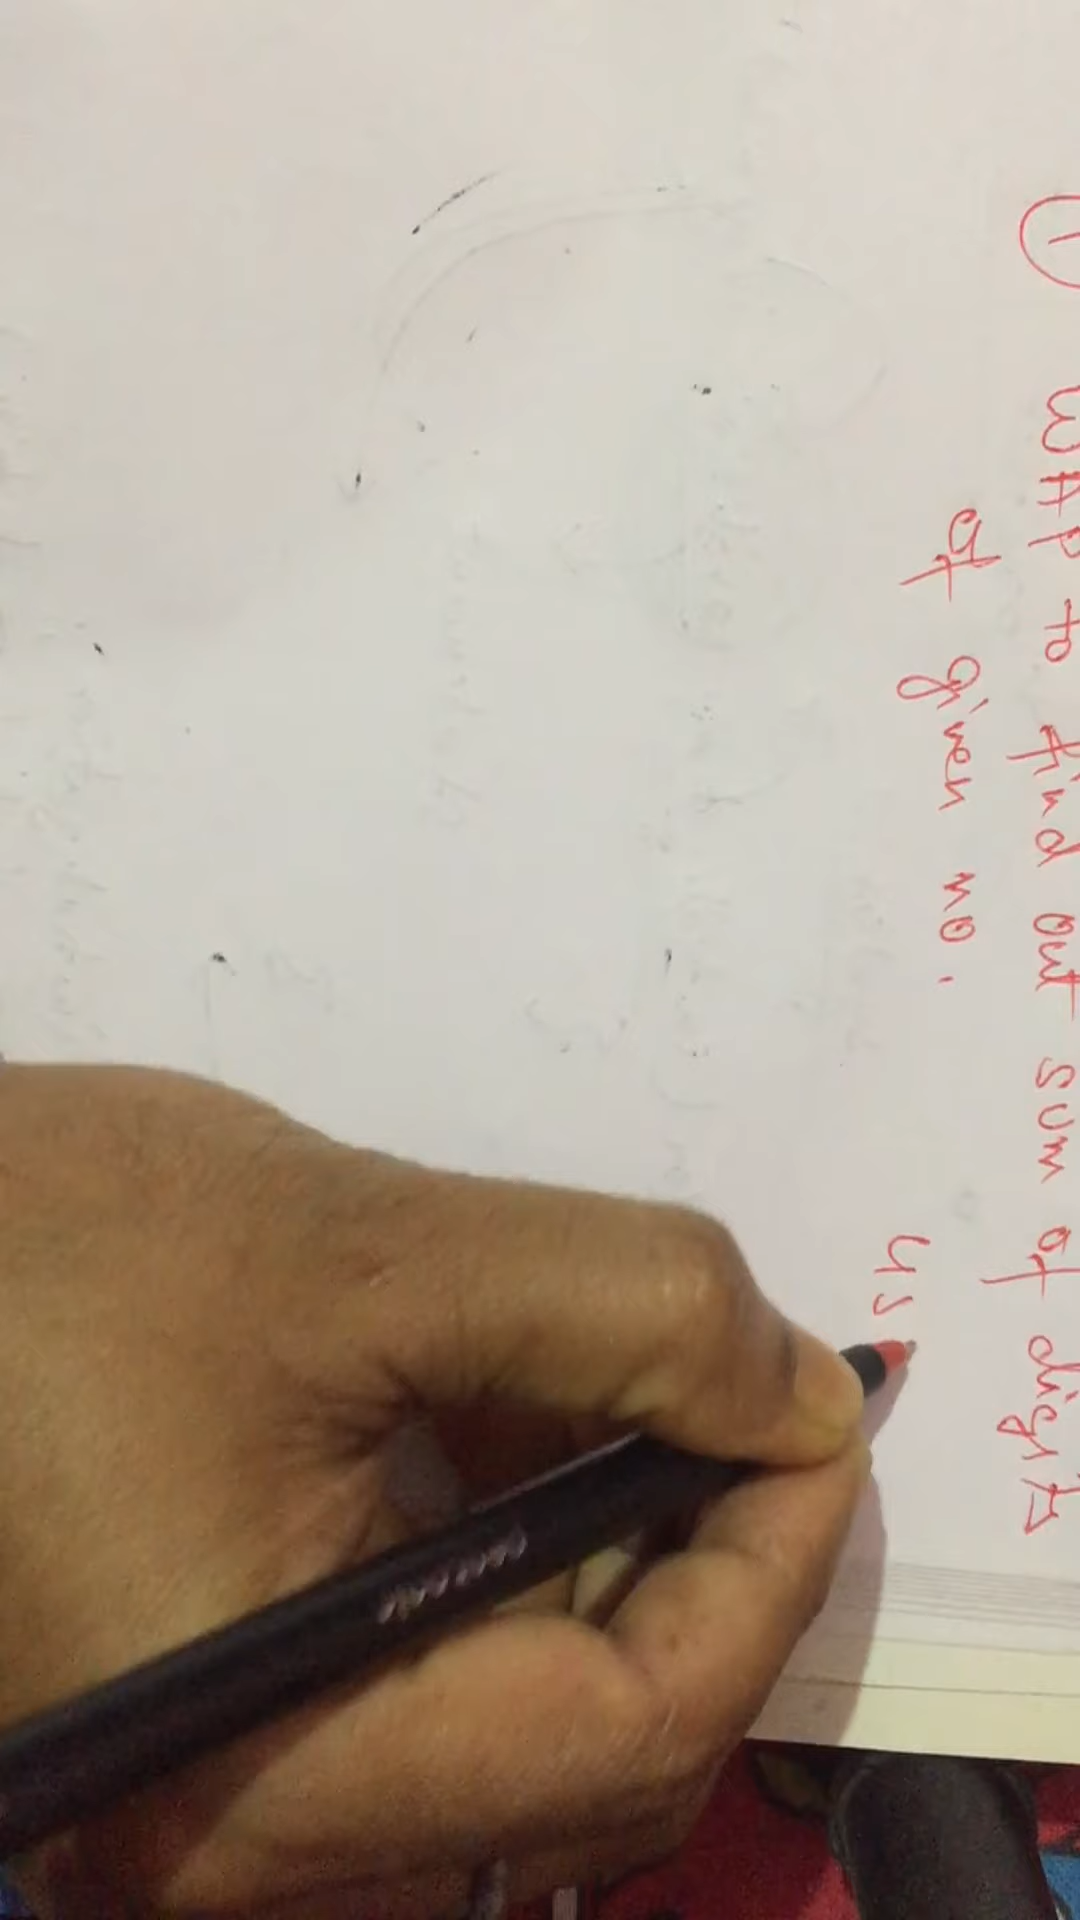 ① WAP to find out sum of digits
of given no.
45